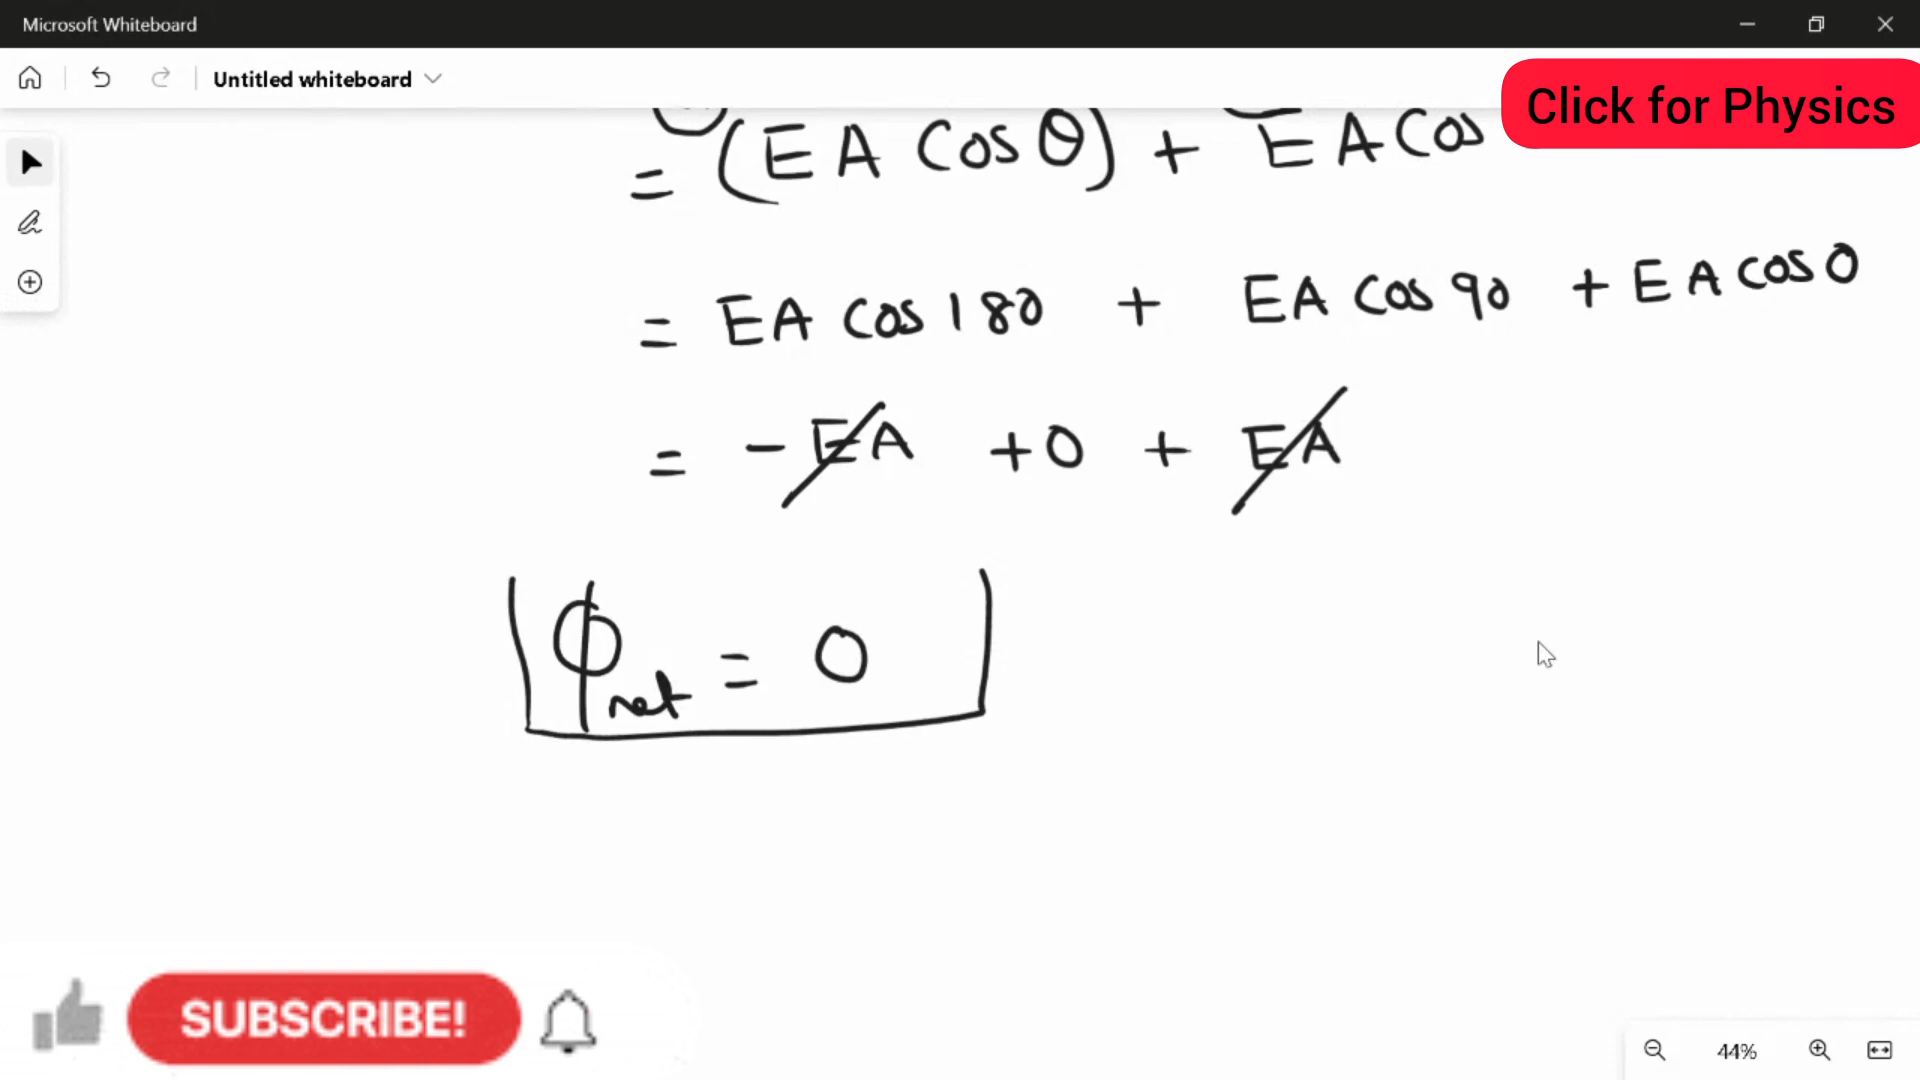 Microsoft Whiteboard
Untitled whiteboard
Click for Physics
= (EA Cos θ) + EA Cos
= EA Cos 180 + EA Cos 90 + EA Cos 0
= - EA + 0 + EA
ϕnet = 0
SUBSCRIBE!
44%